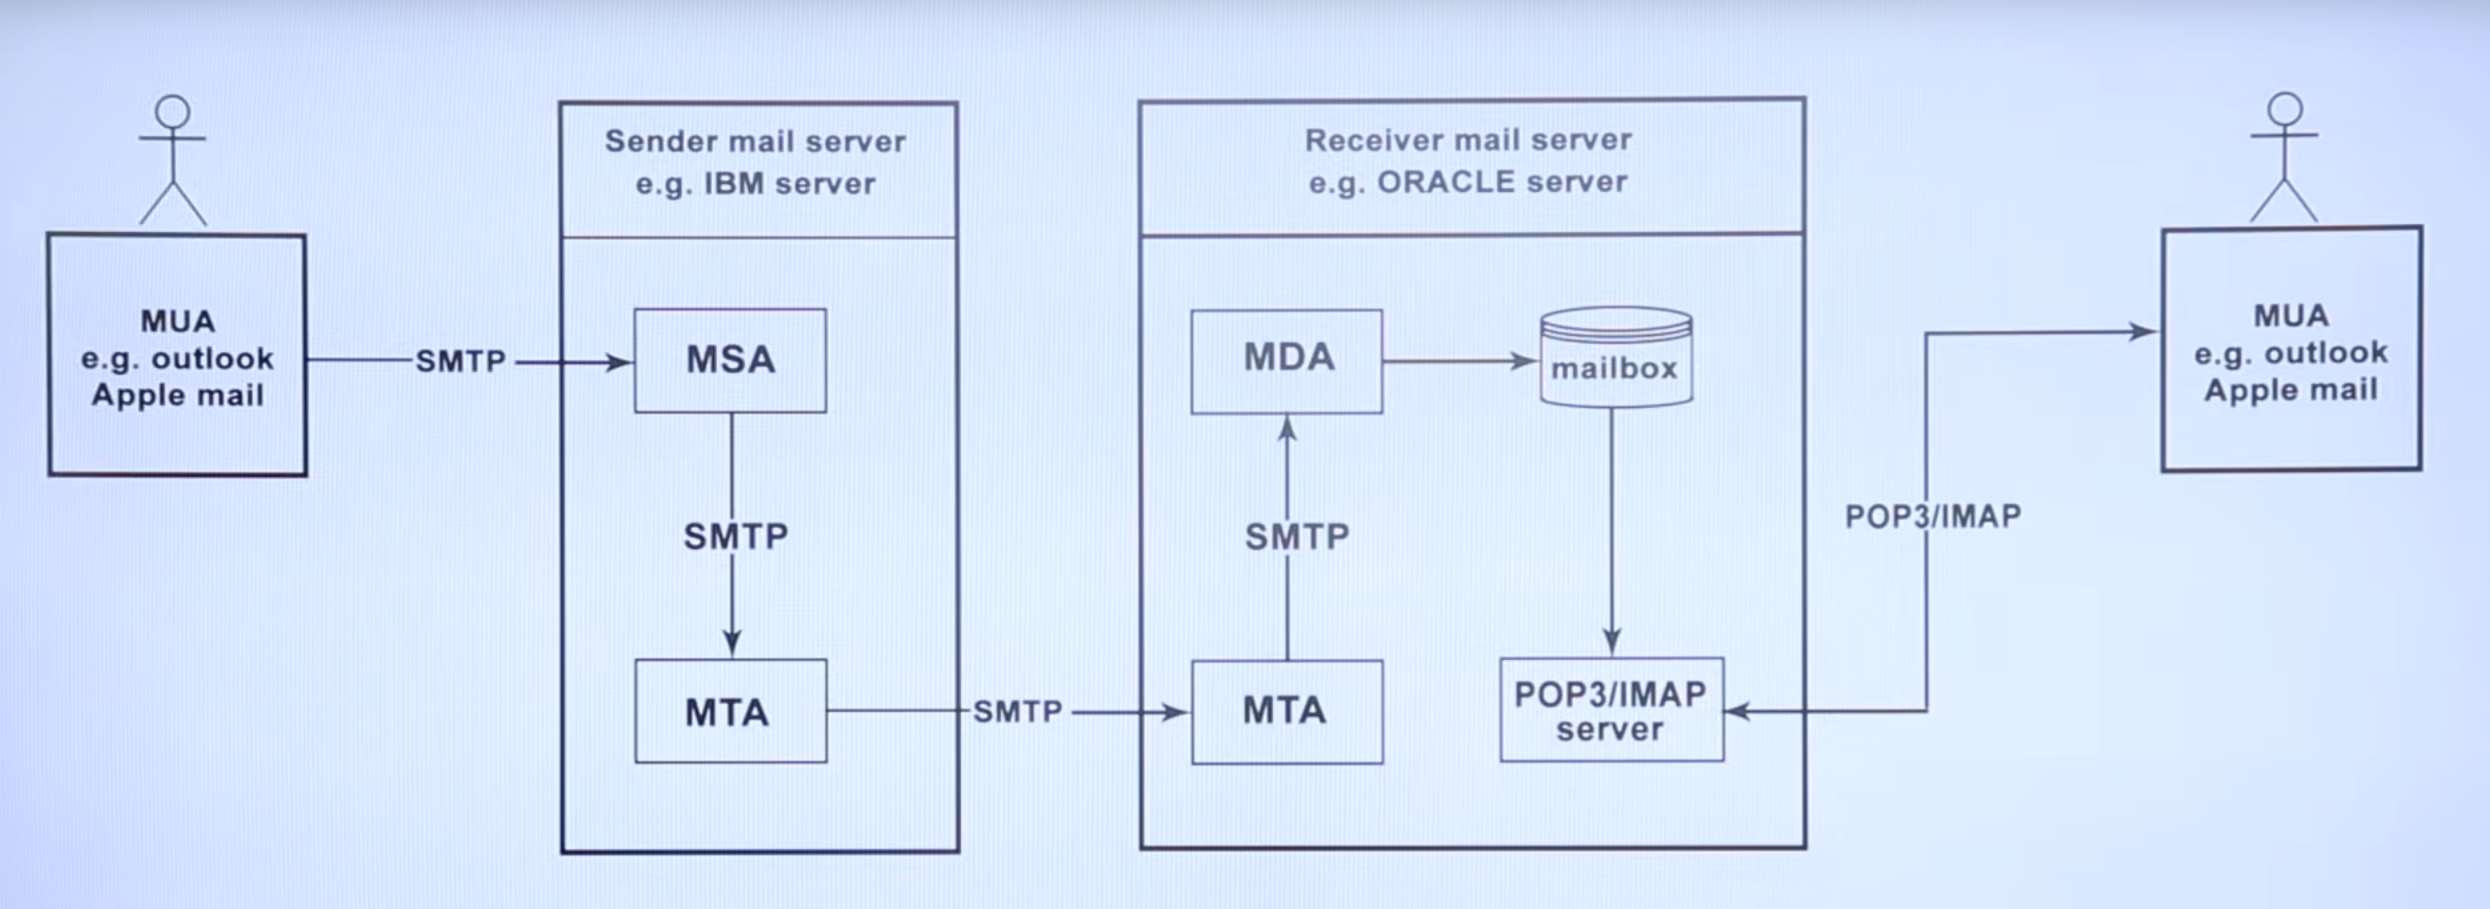 MUA
e.g. outlook
Apple mail
SMTP
Sender mail server
e.g. IBM server
MSA
SMTP
MTA
SMTP
Receiver mail server
e.g. ORACLE server
MDA
mailbox
SMTP
MTA
POP3/IMAP
server
POP3/IMAP
MUA
e.g. outlook
Apple mail